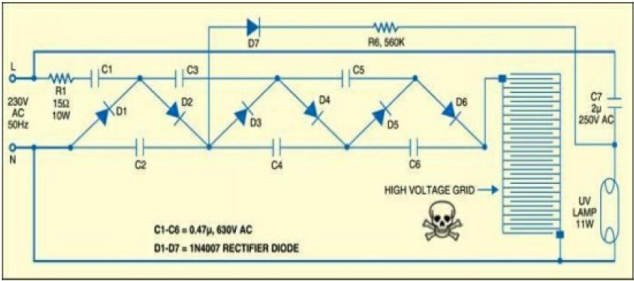 D7
R6, 560K
L
R1
15Ω
10W
C1
C3
C5
230V
AC
50Hz
D1
D2
D3
D4
D5
D6
C7
2µ
250V AC
N
C2
C4
C6
HIGH VOLTAGE GRID
UV
LAMP
11W
C1-C6 = 0.47µ, 630V AC
D1-D7 = 1N4007 RECTIFIER DIODE